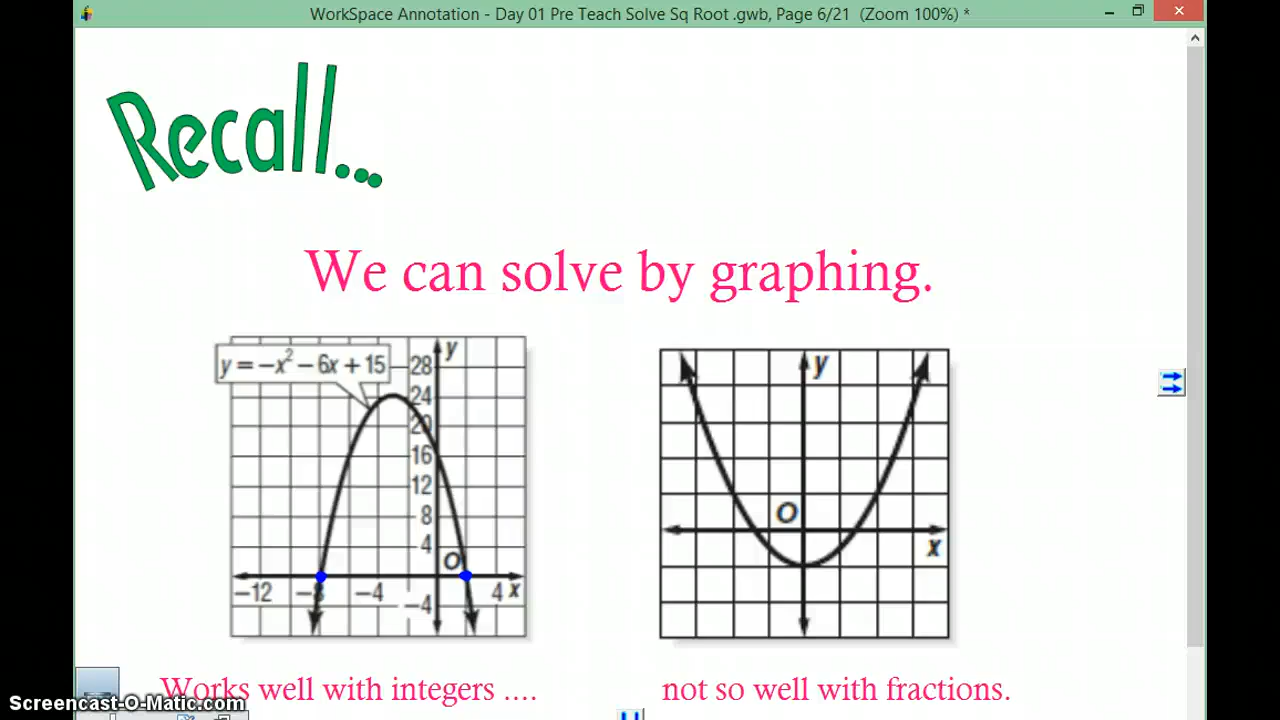 WorkSpace Annotation - Day 01 Pre Teach Solve Sq Root .gwb, Page 6/21 (Zoom 100%) *
Recall...
We can solve by graphing.
y = −x² − 6x + 15
y
28
24
20
16
12
8
4
O
−12 −8 −4 4 x
−4
y
O
x
Works well with integers ....
not so well with fractions.
Screencast-O-Matic.com